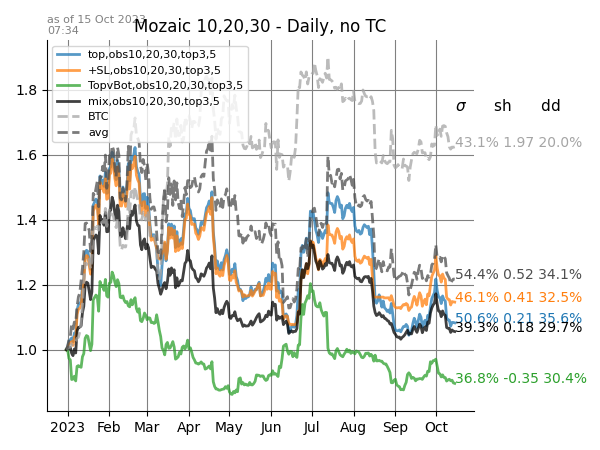 as of 15 Oct 2023
07:34
Mozaic 10,20,30 - Daily, no TC
top,obs10,20,30,top3,5
+SL,obs10,20,30,top3,5
TopvBot,obs10,20,30,top3,5
mix,obs10,20,30,top3,5
BTC
avg
σ sh dd
43.1% 1.97 20.0%
54.4% 0.52 34.1%
46.1% 0.41 32.5%
50.6% 0.21 35.6%
39.3% 0.18 29.7%
36.8% -0.35 30.4%
1.8
1.6
1.4
1.2
1.0
2023 Feb Mar Apr May Jun Jul Aug Sep Oct